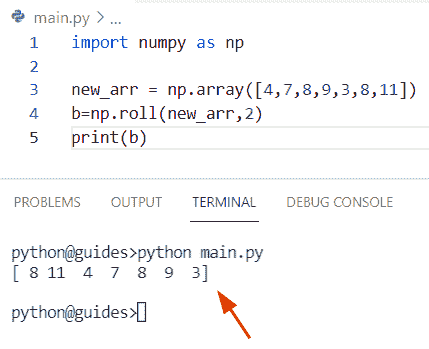 main.py > ...
1 import numpy as np
2
3 new_arr = np.array([4,7,8,9,3,8,11])
4 b=np.roll(new_arr,2)
5 print(b)
PROBLEMS OUTPUT TERMINAL DEBUG CONSOLE
python@guides>python main.py
[ 8 11  4  7  8  9  3]
python@guides>